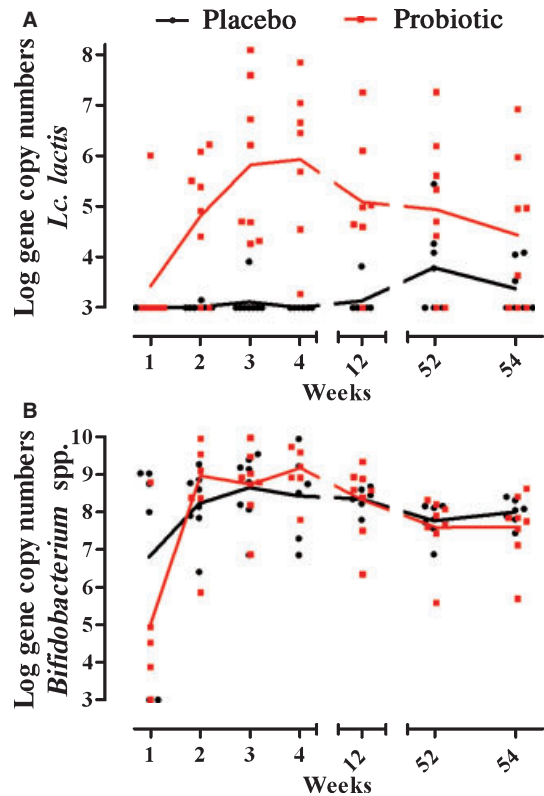 A
Placebo
Probiotic
Log gene copy numbers
Lc. lactis
8
7
6
5
4
3
1
2
3
4
12
52
54
Weeks
B
Log gene copy numbers
Bifidobacterium spp.
10
9
8
7
6
5
4
3
1
2
3
4
12
52
54
Weeks